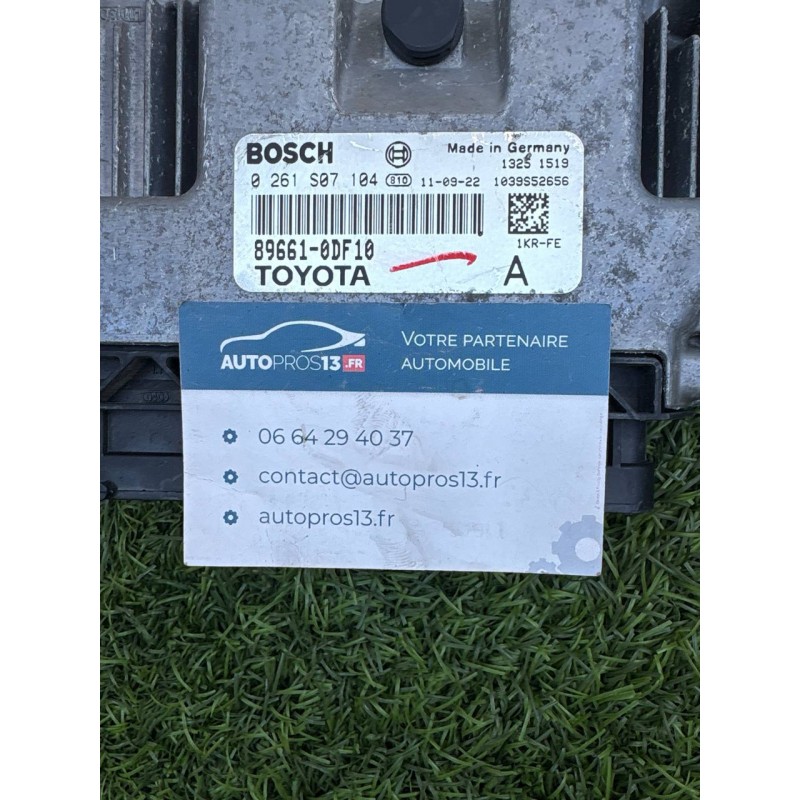 BOSCH Made in Germany
1325 1519
0 261 S07 104 810 11-09-22 1039S52656
1KR-FE
89661-0DF10
TOYOTA A
AUTOPROS13.FR
VOTRE PARTENAIRE
AUTOMOBILE
06 64 29 40 37
contact@autopros13.fr
autopros13.fr